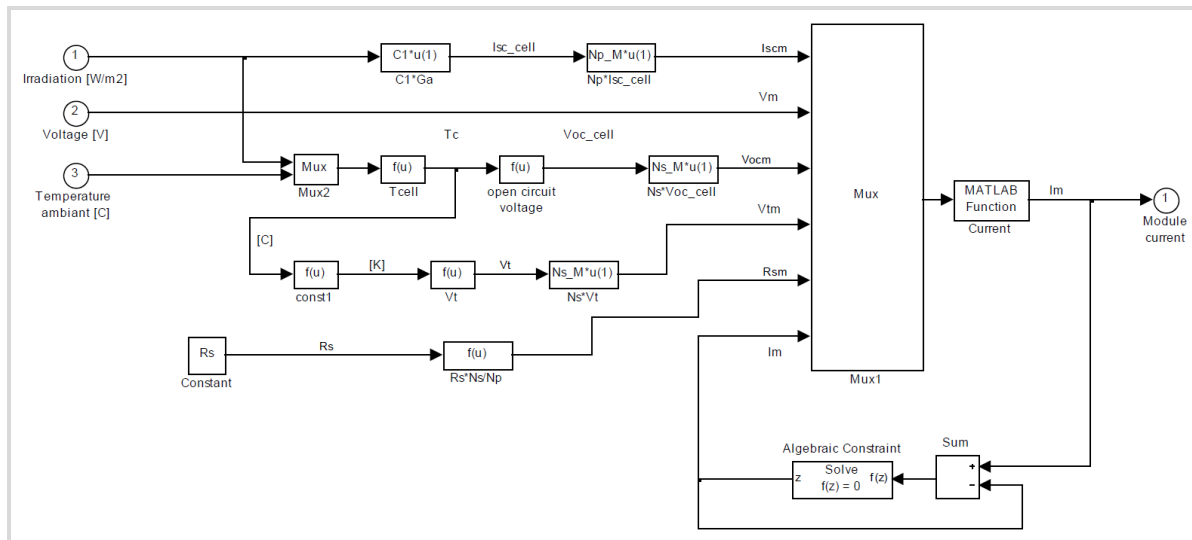 1
Irradiation [W/m2]
C1*u(1)
C1*Ga
Isc_cell
Np_M*u(1)
Np*Isc_cell
Iscm
2
Voltage [V]
Vm
3
Temperature
ambiant [C]
Mux
Mux2
f(u)
Tcell
Tc
f(u)
open circuit
voltage
Voc_cell
Ns_M*u(1)
Ns*Voc_cell
Vocm
[C]
f(u)
const1
[K]
f(u)
Vt
Vt
Ns_M*u(1)
Ns*Vt
Vtm
Rs
Constant
Rs
f(u)
Rs*Ns/Np
Rsm
Im
Mux
Mux1
MATLAB
Function
Current
Im
1
Module
current
Algebraic Constraint
z
Solve
f(z) = 0
f(z)
Sum
+
−